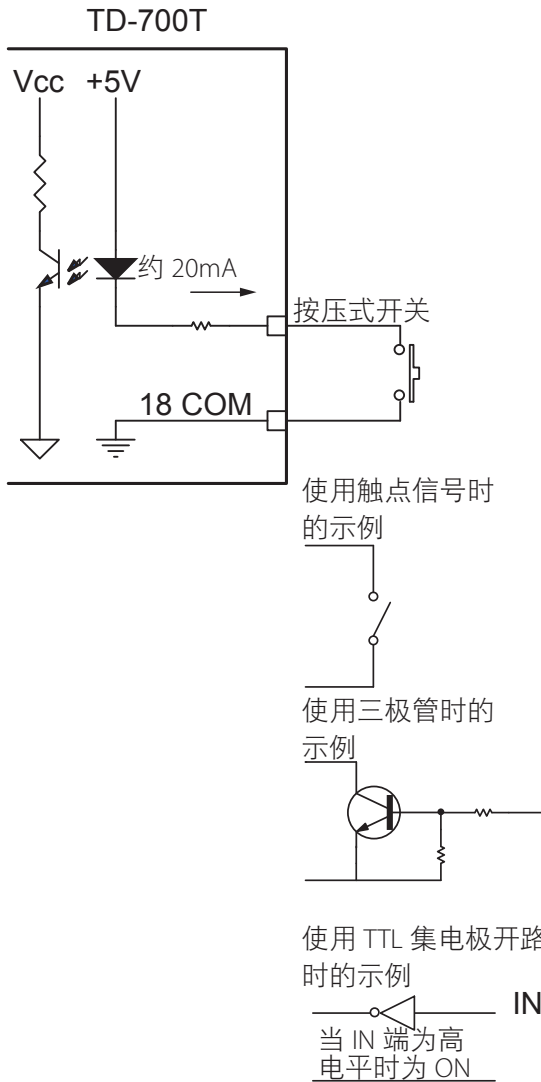 TD-700T
Vcc +5V
约 20mA
按压式开关
18 COM
使用触点信号时
的示例
使用三极管时的
示例
使用 TTL 集电极开路
时的示例
IN
当 IN 端为高
电平时为 ON